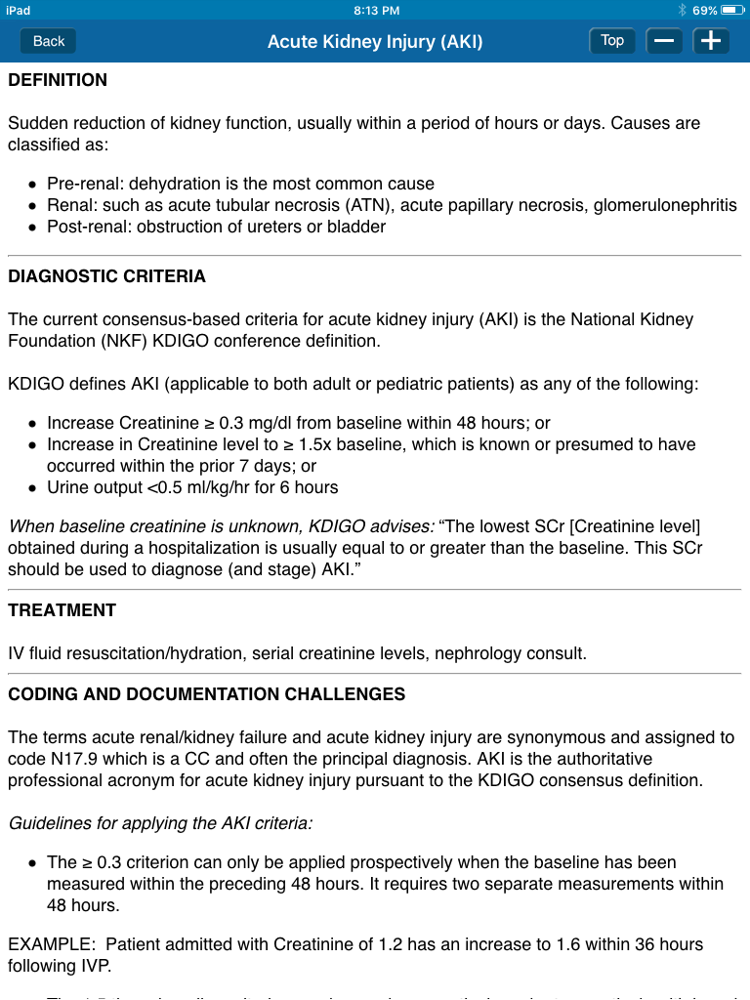 iPad
8:13 PM
69%
Back
Acute Kidney Injury (AKI)
Top
DEFINITION
Sudden reduction of kidney function, usually within a period of hours or days. Causes are
classified as:
• Pre-renal: dehydration is the most common cause
• Renal: such as acute tubular necrosis (ATN), acute papillary necrosis, glomerulonephritis
• Post-renal: obstruction of ureters or bladder
DIAGNOSTIC CRITERIA
The current consensus-based criteria for acute kidney injury (AKI) is the National Kidney
Foundation (NKF) KDIGO conference definition.
KDIGO defines AKI (applicable to both adult or pediatric patients) as any of the following:
• Increase Creatinine ≥ 0.3 mg/dl from baseline within 48 hours; or
• Increase in Creatinine level to ≥ 1.5x baseline, which is known or presumed to have
occurred within the prior 7 days; or
• Urine output <0.5 ml/kg/hr for 6 hours
When baseline creatinine is unknown, KDIGO advises: “The lowest SCr [Creatinine level]
obtained during a hospitalization is usually equal to or greater than the baseline. This SCr
should be used to diagnose (and stage) AKI.”
TREATMENT
IV fluid resuscitation/hydration, serial creatinine levels, nephrology consult.
CODING AND DOCUMENTATION CHALLENGES
The terms acute renal/kidney failure and acute kidney injury are synonymous and assigned to
code N17.9 which is a CC and often the principal diagnosis. AKI is the authoritative
professional acronym for acute kidney injury pursuant to the KDIGO consensus definition.
Guidelines for applying the AKI criteria:
• The ≥ 0.3 criterion can only be applied prospectively when the baseline has been
measured within the preceding 48 hours. It requires two separate measurements within
48 hours.
EXAMPLE: Patient admitted with Creatinine of 1.2 has an increase to 1.6 within 36 hours
following IVP.